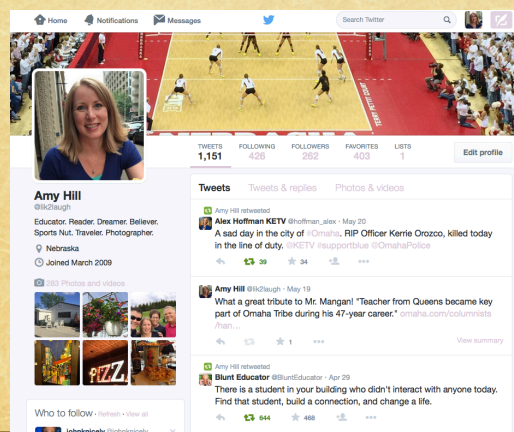 Home Notifications Messages Search Twitter
TERRY PETTIT COURT
TWEETS FOLLOWING FOLLOWERS FAVORITES LISTS
1,151 426 262 403 1
Edit profile
Amy Hill
@lik2laugh
Educator. Reader. Dreamer. Believer.
Sports Nut. Traveler. Photographer.
Nebraska
Joined March 2009
283 Photos and videos
PIZZ
Who to follow · Refresh · View all
johnknicely @johnknicely
Tweets Tweets & replies Photos & videos
Amy Hill retweeted
Alex Hoffman KETV @hoffman_alex · May 20
A sad day in the city of #Omaha. RIP Officer Kerrie Orozco, killed today
in the line of duty. @KETV #supportblue @OmahaPolice
39 34
Amy Hill @lik2laugh · May 19
What a great tribute to Mr. Mangan! "Teacher from Queens became key
part of Omaha Tribe during his 47-year career." omaha.com/columnists
/han...
1 View summary
Amy Hill retweeted
Blunt Educator @BluntEducator · Apr 29
There is a student in your building who didn't interact with anyone today.
Find that student, build a connection, and change a life.
644 468